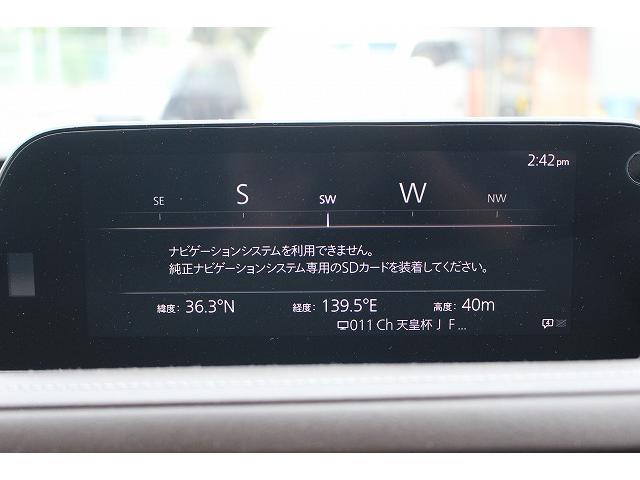 2:42pm
SE S SW W NW
ナビゲーションシステムを利用できません。
純正ナビゲーションシステム専用のSDカードを装着してください。
緯度: 36.3°N 経度: 139.5°E 高度: 40m
011 Ch 天皇杯ＪＦ...